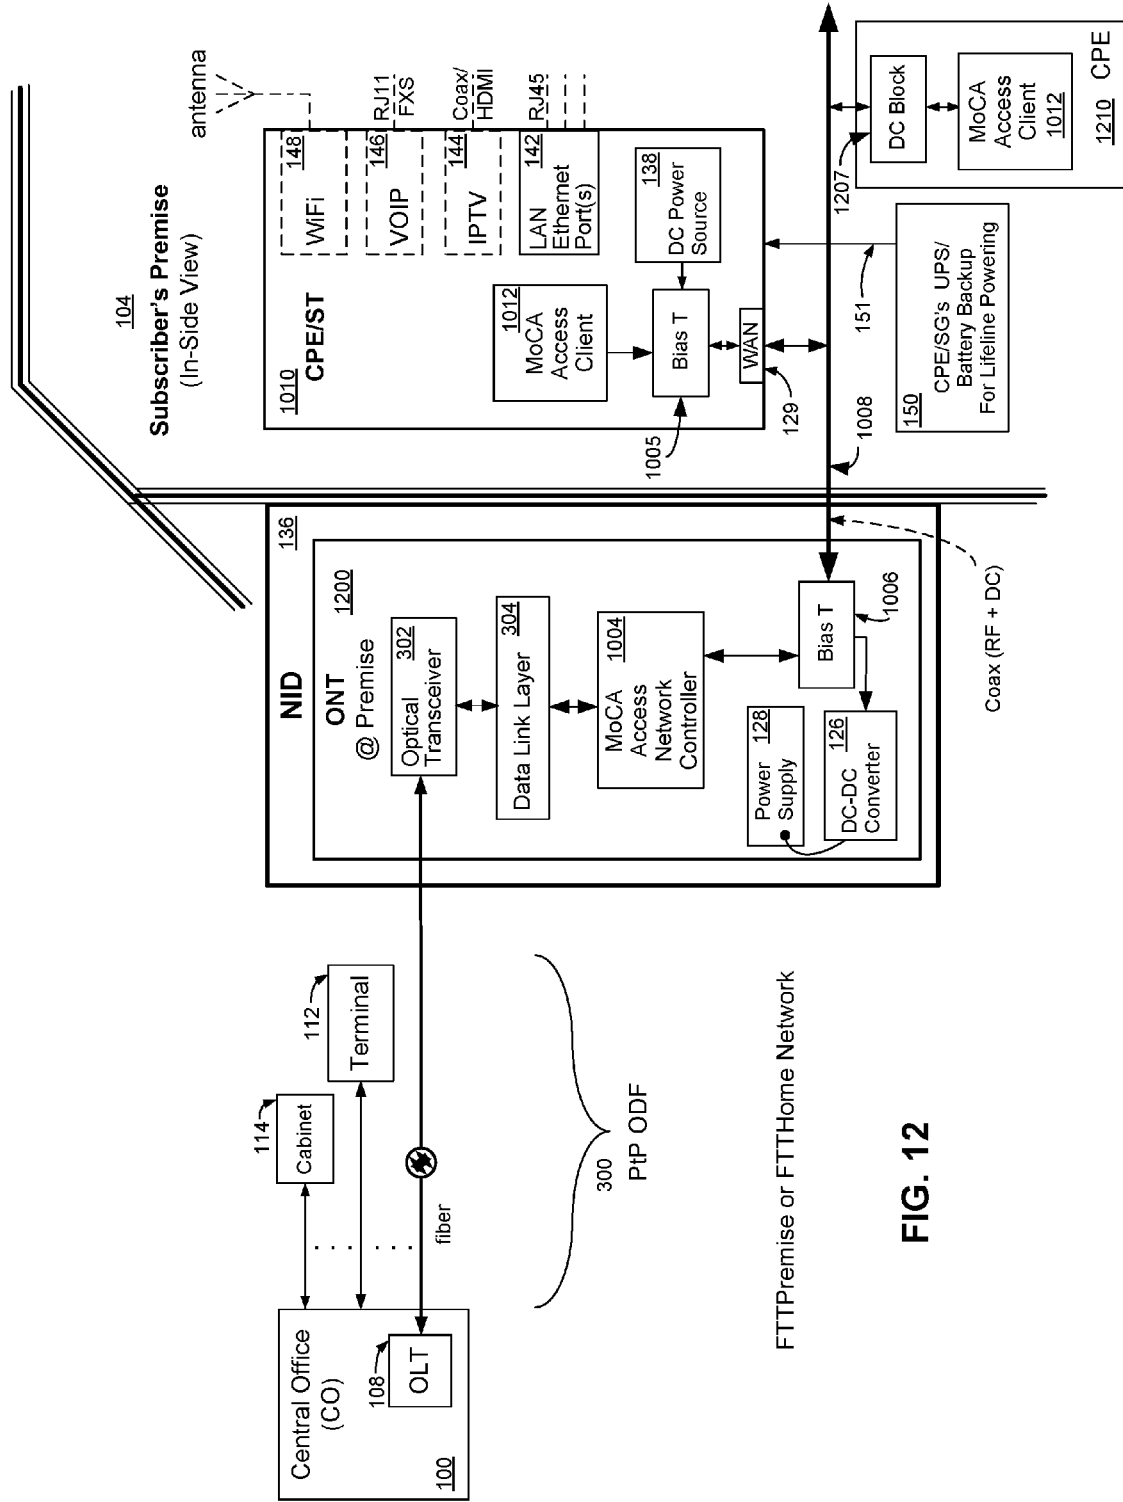 104
Subscriber's Premise
(In-Side View)
antenna
Central Office
(CO)
100
108
OLT
114
Cabinet
112
Terminal
fiber
300
PtP ODF
FTTPremise or FTTHome Network
NID
136
ONT
1200
@ Premise
Optical
Transceiver
302
Data Link Layer
304
MoCA
Access
Network
Controller
1004
Power
Supply
128
DC-DC
Converter
126
Bias T
1006
Coax (RF + DC)
1008
1010
CPE/ST
WiFi
148
VOIP
146
RJ11
FXS
IPTV
144
Coax/
HDMI
LAN
Ethernet
Port(s)
142
RJ45
MoCA
Access
Client
1012
Bias T
1005
DC Power
Source
138
WAN
129
151
150
CPE/SG's UPS/
Battery Backup
For Lifeline Powering
1207
DC Block
MoCA
Access
Client
1012
1210
CPE
FIG. 12